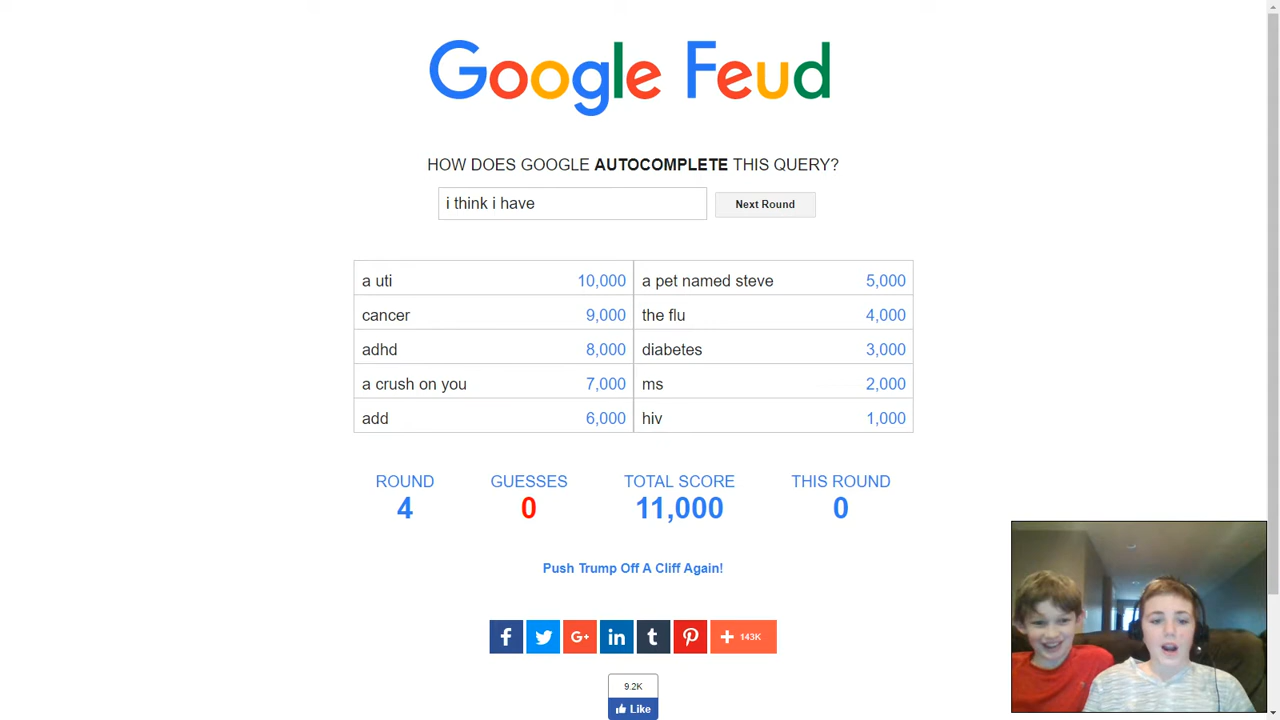 Google Feud
HOW DOES GOOGLE AUTOCOMPLETE THIS QUERY?
i think i have
Next Round
a uti 10,000
cancer 9,000
adhd 8,000
a crush on you 7,000
add 6,000
a pet named steve 5,000
the flu 4,000
diabetes 3,000
ms 2,000
hiv 1,000
ROUND GUESSES TOTAL SCORE THIS ROUND
4 0 11,000 0
Push Trump Off A Cliff Again!
f G+ in t + 143K
9.2K
Like